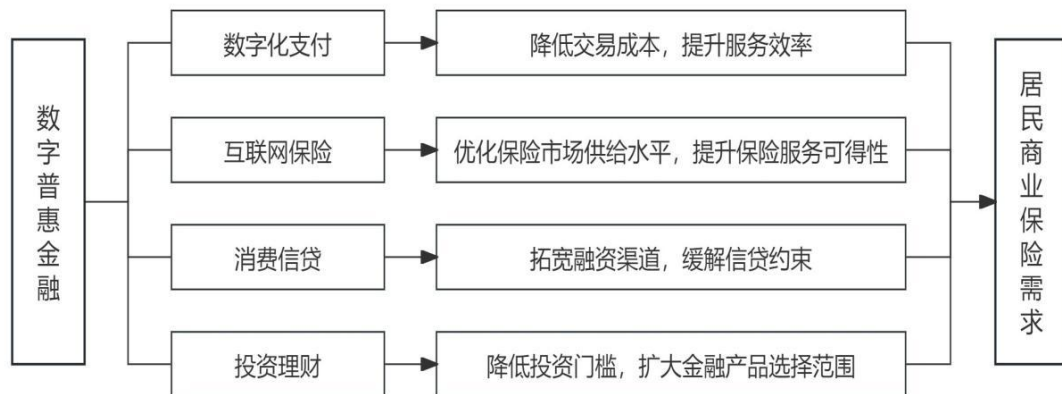 数字普惠金融
数字化支付
降低交易成本，提升服务效率
互联网保险
优化保险市场供给水平，提升保险服务可得性
消费信贷
拓宽融资渠道，缓解信贷约束
投资理财
降低投资门槛，扩大金融产品选择范围
居民商业保险需求